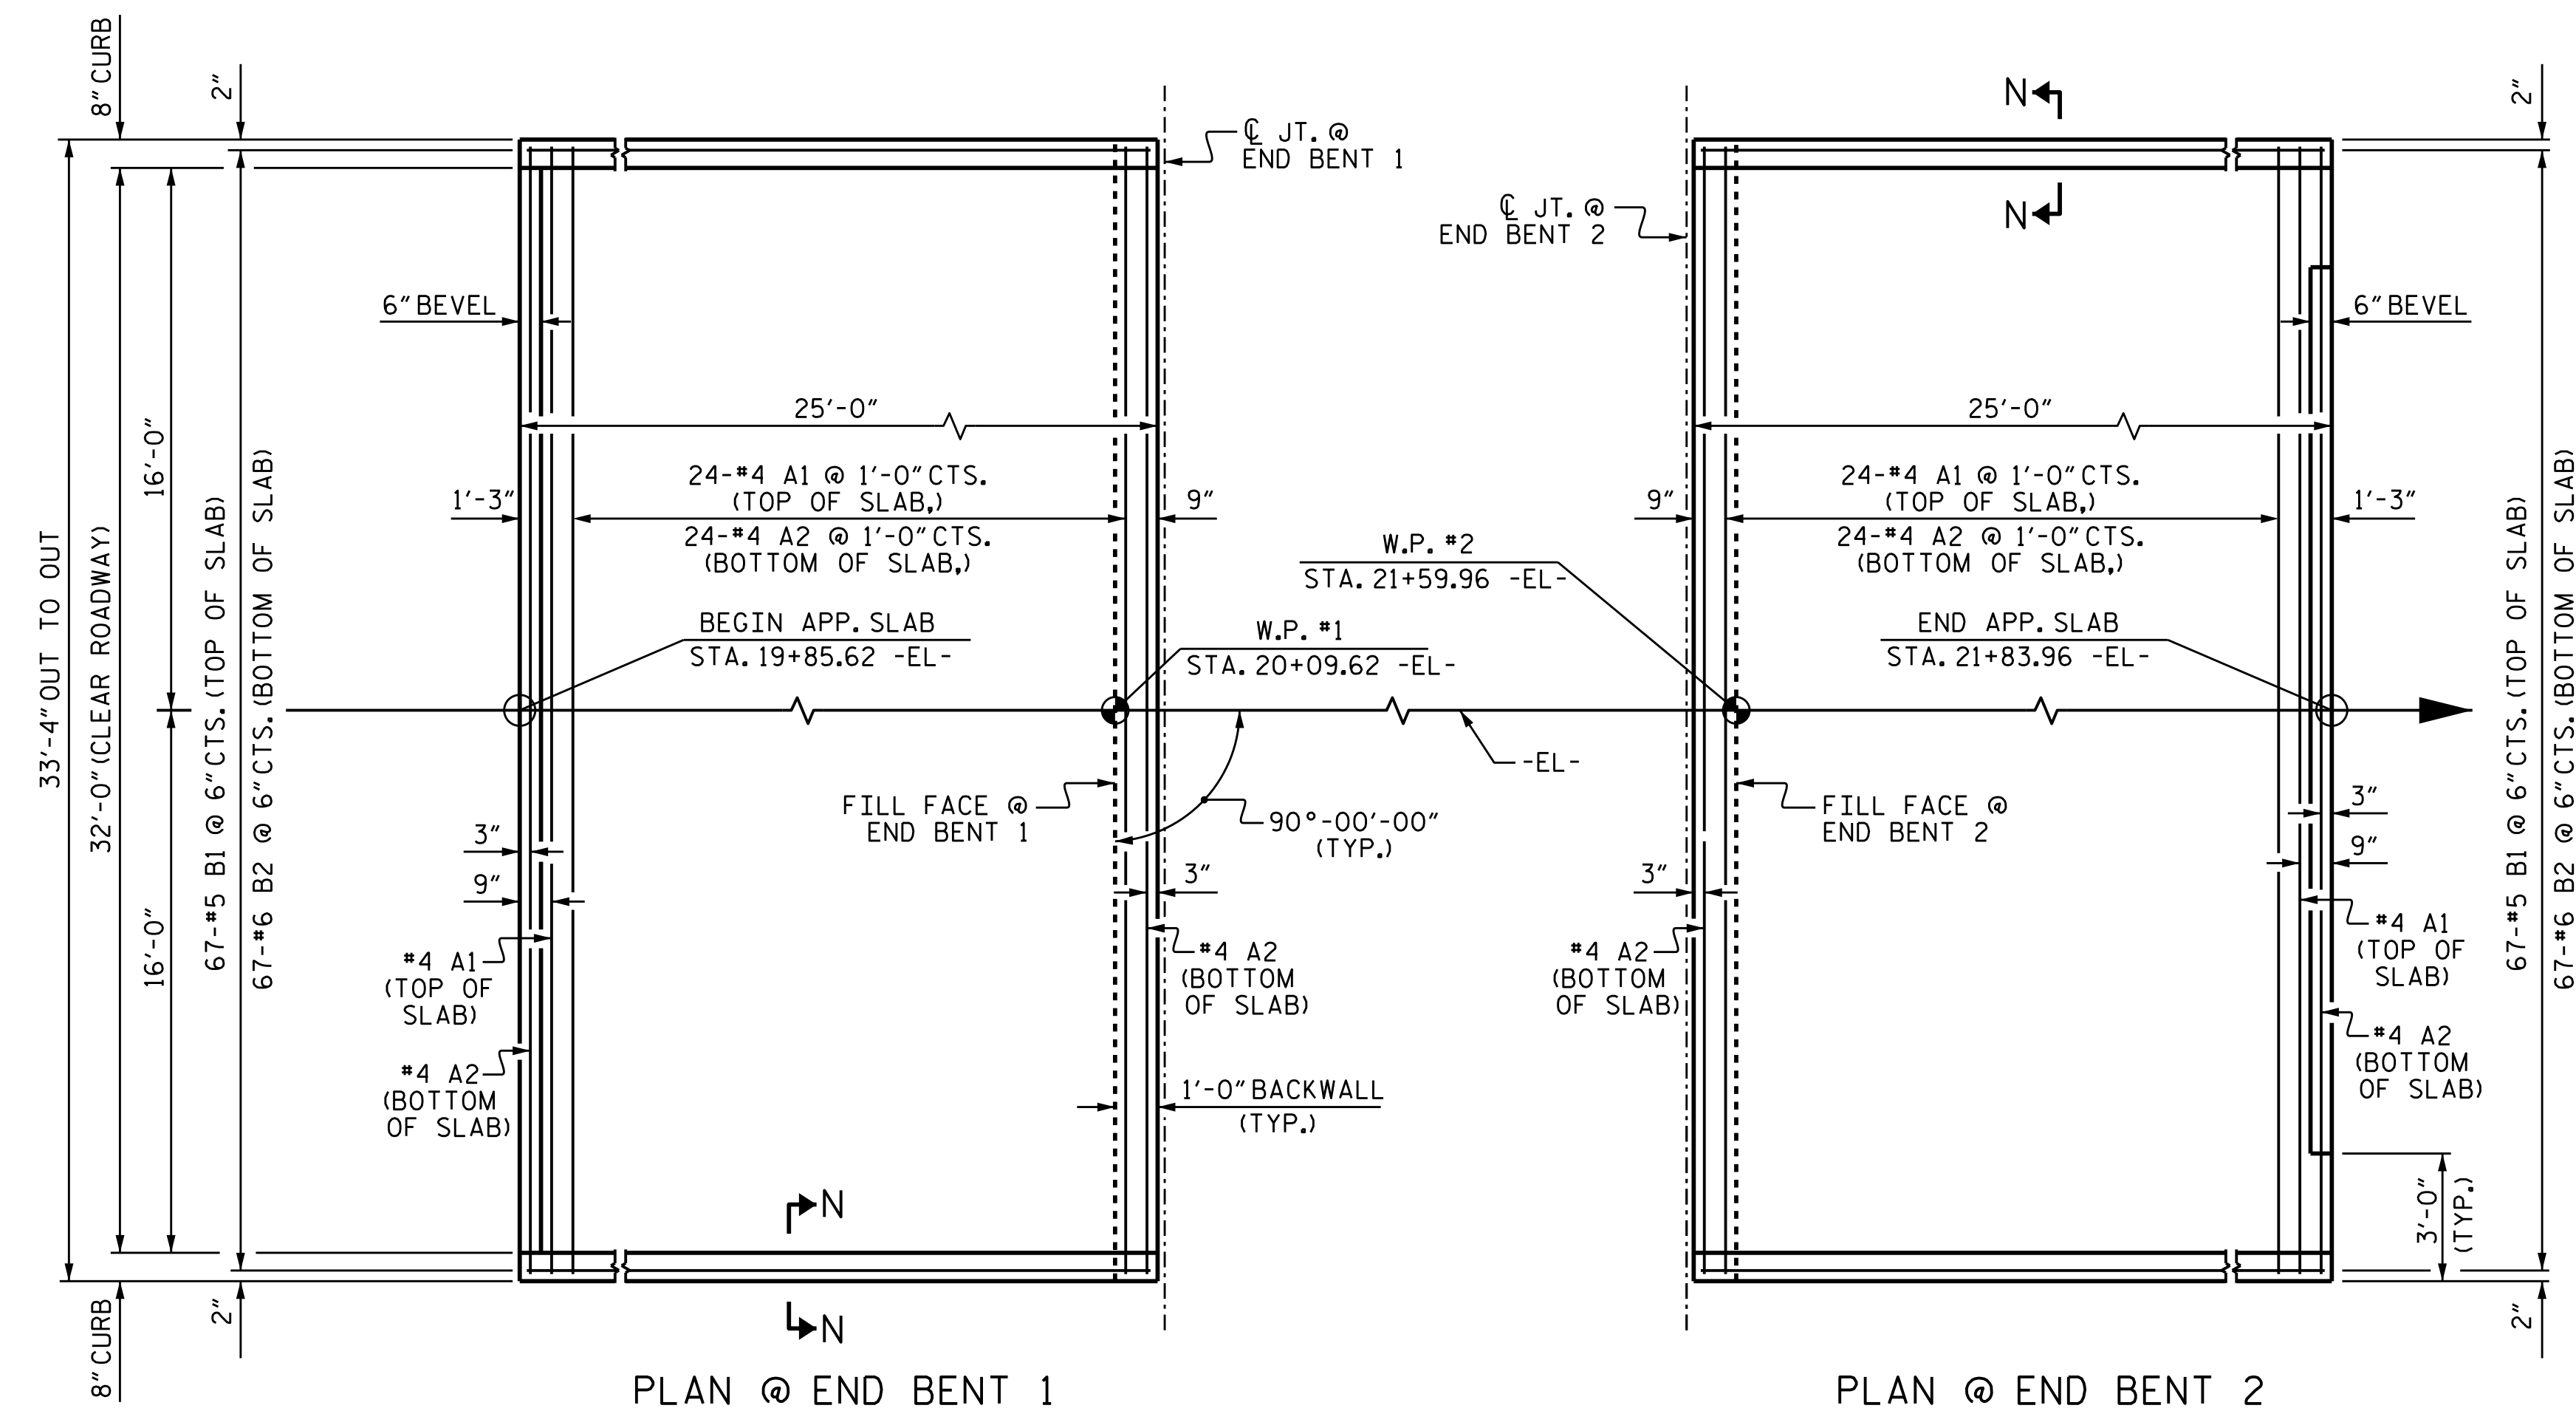 8" CURB
2"
33'-4" OUT TO OUT
32'-0" (CLEAR ROADWAY)
16'-0"
16'-0"
67-#5 B1 @ 6" CTS. (TOP OF SLAB)
67-#6 B2 @ 6" CTS. (BOTTOM OF SLAB)
8" CURB
2"
6" BEVEL
1'-3"
3"
9"
#4 A1
(TOP OF
SLAB)
#4 A2
(BOTTOM
OF SLAB)
25'-0"
24-#4 A1 @ 1'-0" CTS.
(TOP OF SLAB,)
24-#4 A2 @ 1'-0" CTS.
(BOTTOM OF SLAB,)
BEGIN APP. SLAB
STA. 19+85.62 -EL-
FILL FACE @
END BENT 1
N
N
PLAN @ END BENT 1
℄ JT. @
END BENT 1
9"
W.P. #1
STA. 20+09.62 -EL-
90°-00'-00"
(TYP.)
3"
#4 A2
(BOTTOM
OF SLAB)
1'-0" BACKWALL
(TYP.)
℄ JT. @
END BENT 2
9"
W.P. #2
STA. 21+59.96 -EL-
-EL-
3"
#4 A2
(BOTTOM
OF SLAB)
N
N
25'-0"
24-#4 A1 @ 1'-0" CTS.
(TOP OF SLAB,)
24-#4 A2 @ 1'-0" CTS.
(BOTTOM OF SLAB,)
END APP. SLAB
STA. 21+83.96 -EL-
FILL FACE @
END BENT 2
PLAN @ END BENT 2
2"
6" BEVEL
1'-3"
3"
9"
#4 A1
(TOP OF
SLAB)
#4 A2
(BOTTOM
OF SLAB)
3'-0"
(TYP.)
67-#5 B1 @ 6" CTS. (TOP OF SLAB)
67-#6 B2 @ 6" CTS. (BOTTOM OF SLAB)
2"